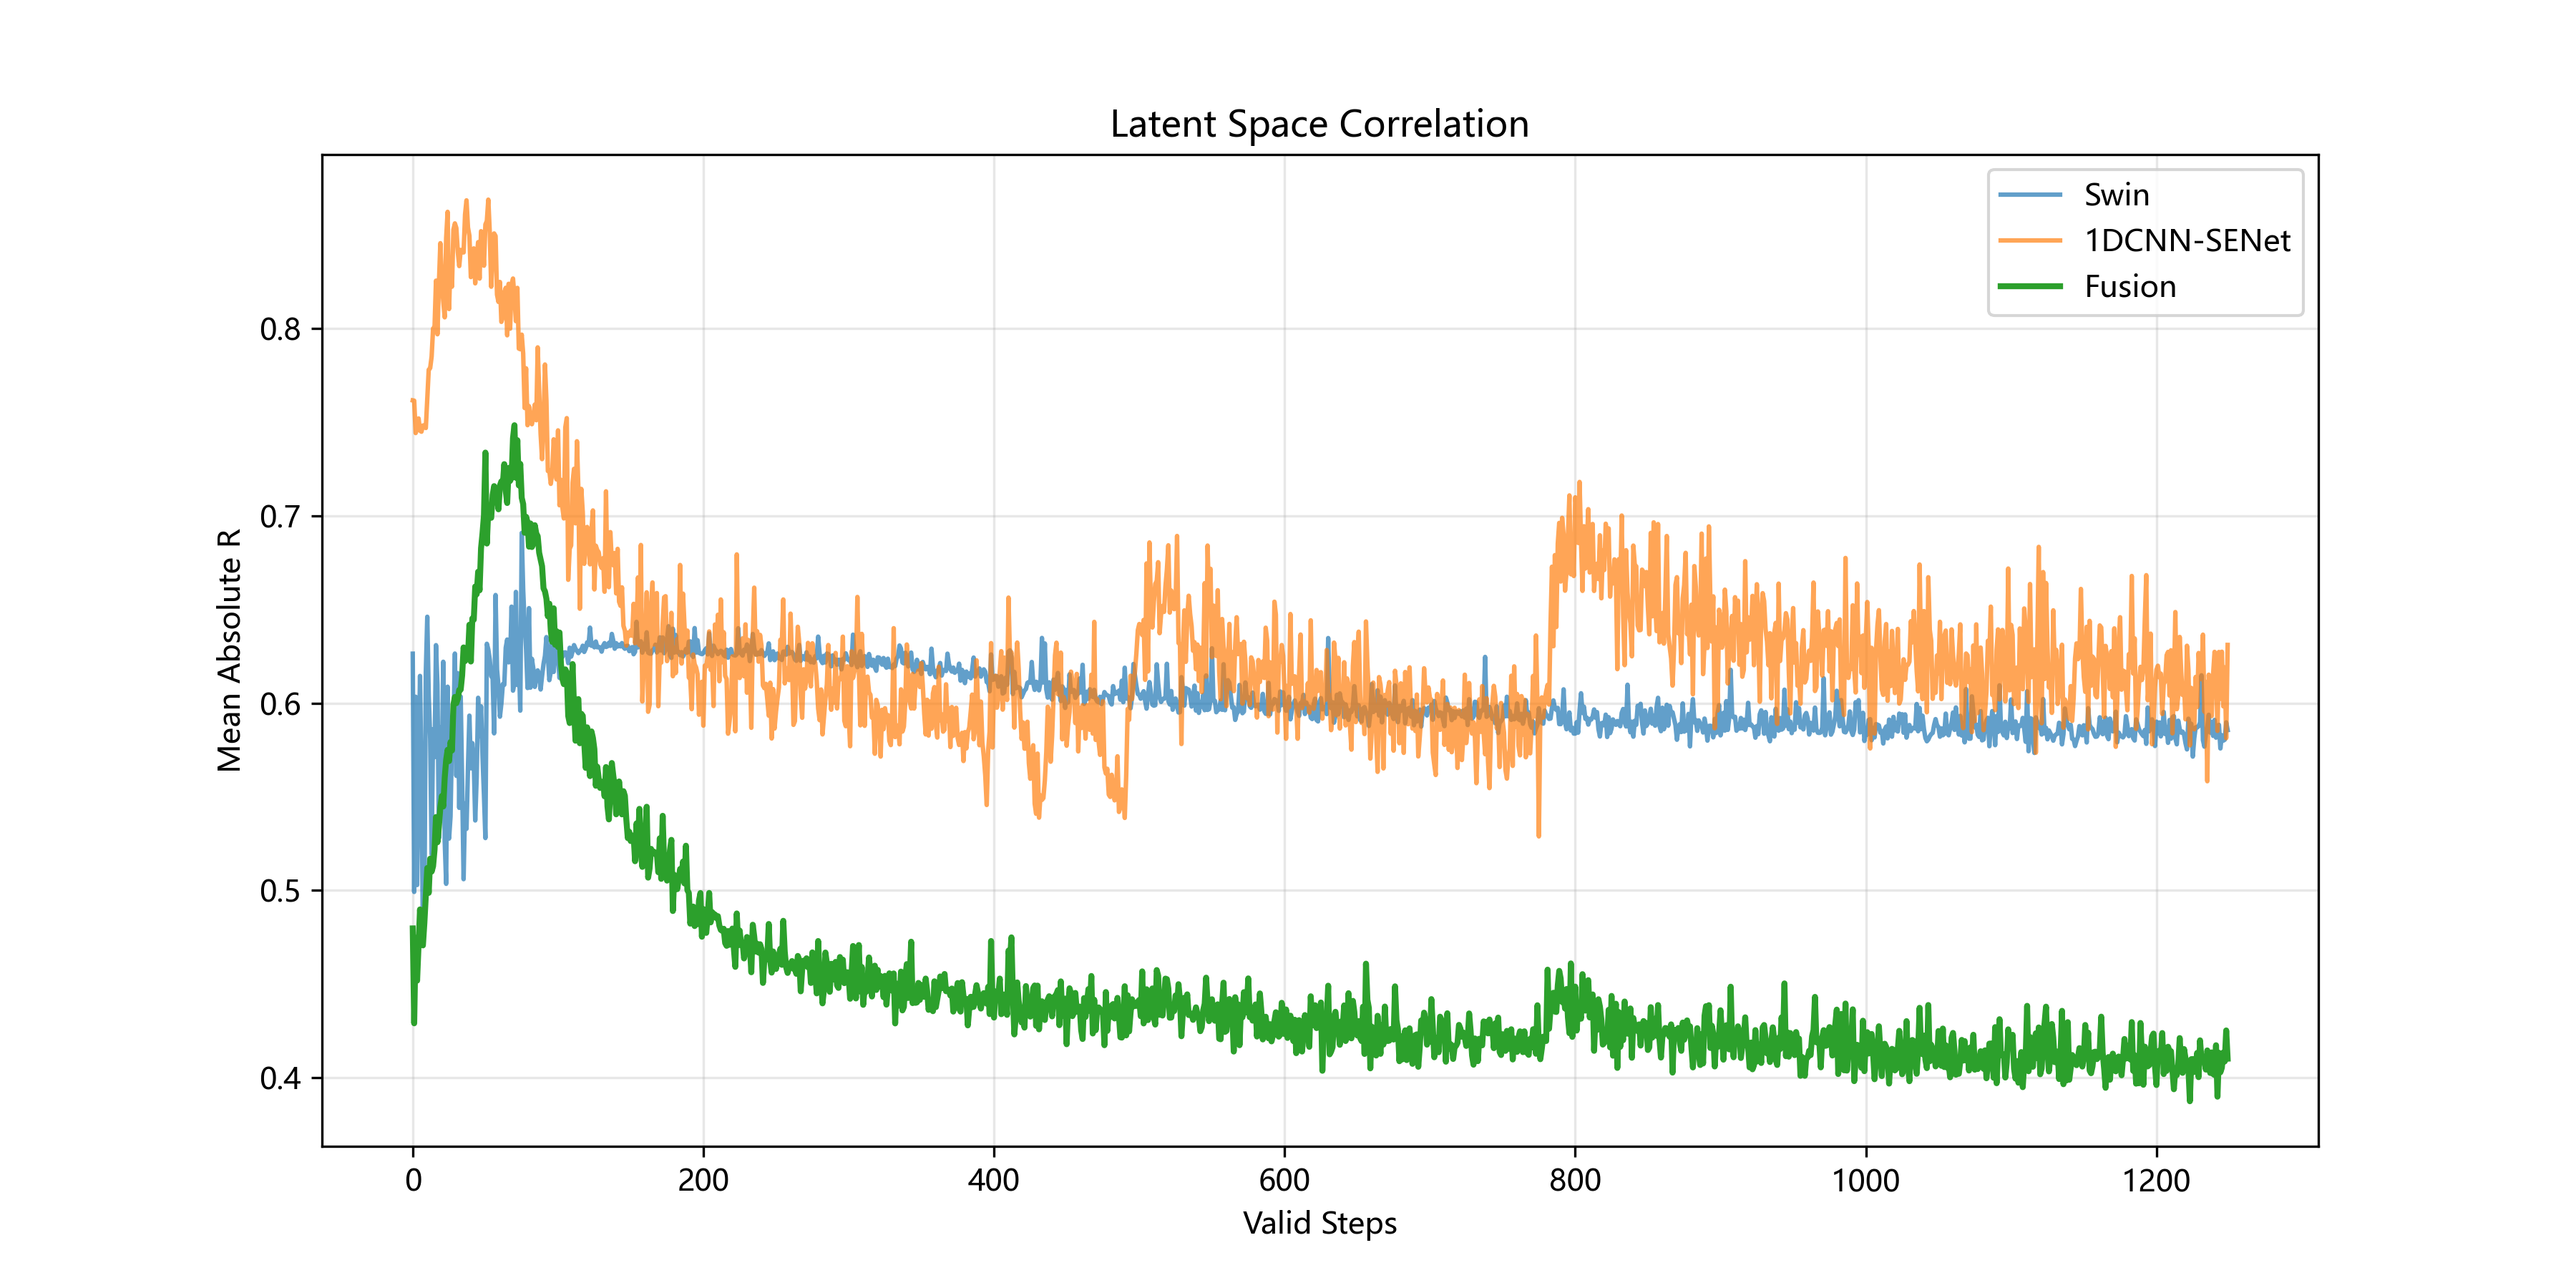 Latent Space Correlation
Swin
1DCNN-SENet
Fusion
Mean Absolute R
0.8
0.7
0.6
0.5
0.4
0
200
400
600
800
1000
1200
Valid Steps